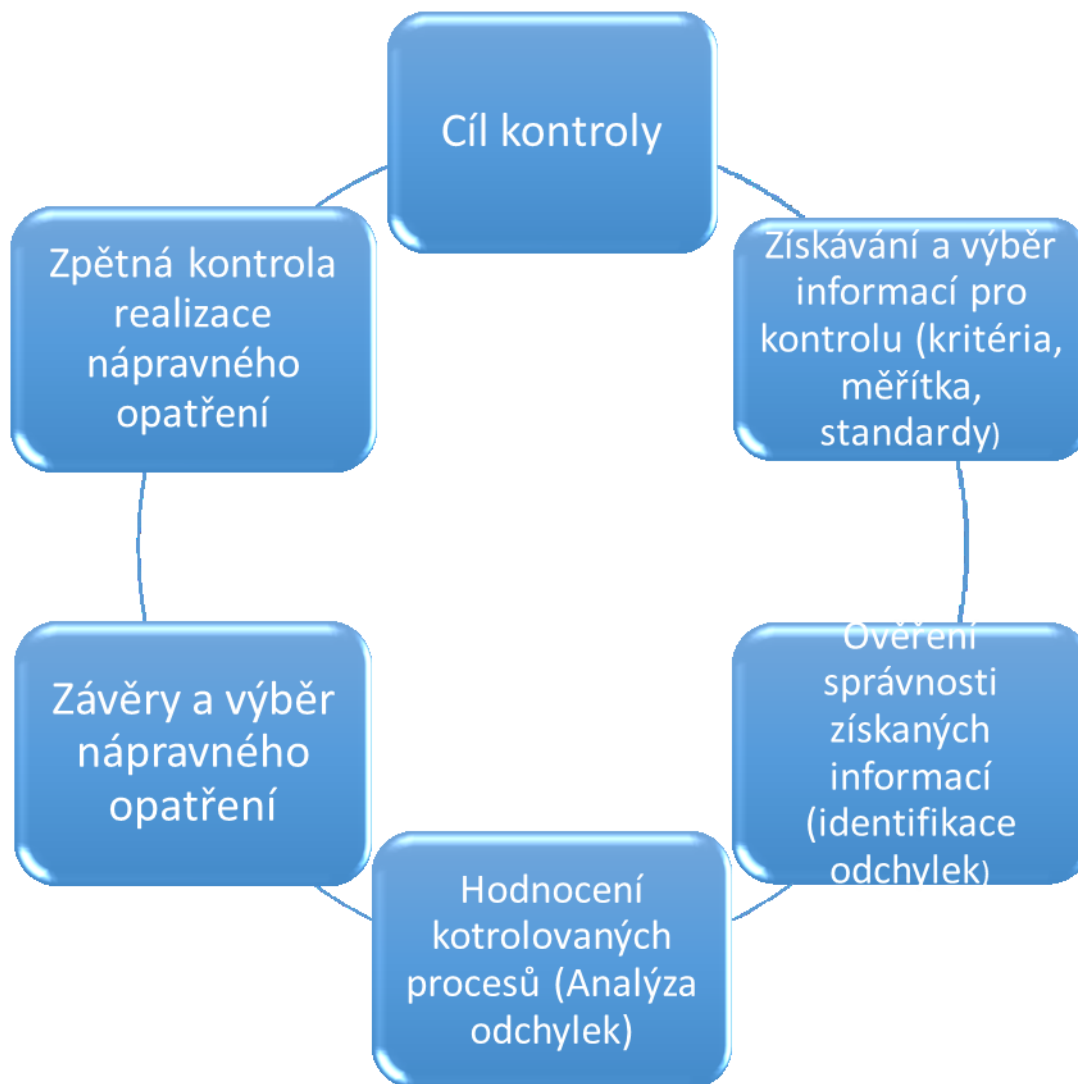 Cíl kontroly
Získávání a výběr
informací pro
kontrolu (kritéria,
měřítka,
standardy)
Ověření
správnosti
získaných
informací
(identifikace
odchylek)
Hodnocení
kotrolovaných
procesů (Analýza
odchylek)
Závěry a výběr
nápravného
opatření
Zpětná kontrola
realizace
nápravného
opatření